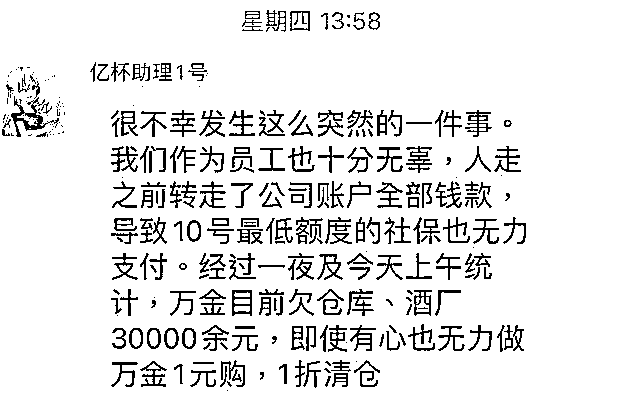 星期四 13:58
亿杯助理1号
很不幸发生这么突然的一件事。
我们作为员工也十分无辜，人走
之前转走了公司账户全部钱款，
导致10号最低额度的社保也无力
支付。经过一夜及今天上午统
计，万金目前欠仓库、酒厂
30000余元，即使有心也无力做
万金1元购，1折清仓